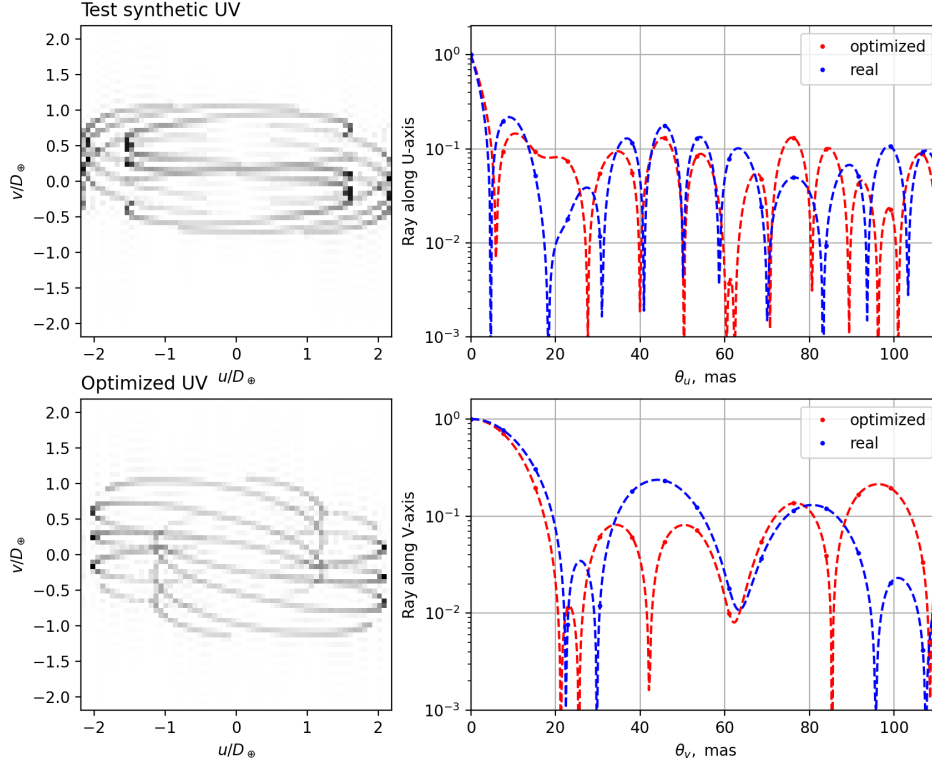 Test synthetic UV
2.0
1.5
1.0
0.5
0.0
−0.5
−1.0
−1.5
−2.0
v/D⊕
−2 −1 0 1 2
u/D⊕
10⁰
10⁻¹
10⁻²
10⁻³
Ray along U-axis
optimized
real
0 20 40 60 80 100
θᵤ, mas
Optimized UV
2.0
1.5
1.0
0.5
0.0
−0.5
−1.0
−1.5
−2.0
v/D⊕
−2 −1 0 1 2
u/D⊕
10⁰
10⁻¹
10⁻²
10⁻³
Ray along V-axis
optimized
real
0 20 40 60 80 100
θᵥ, mas